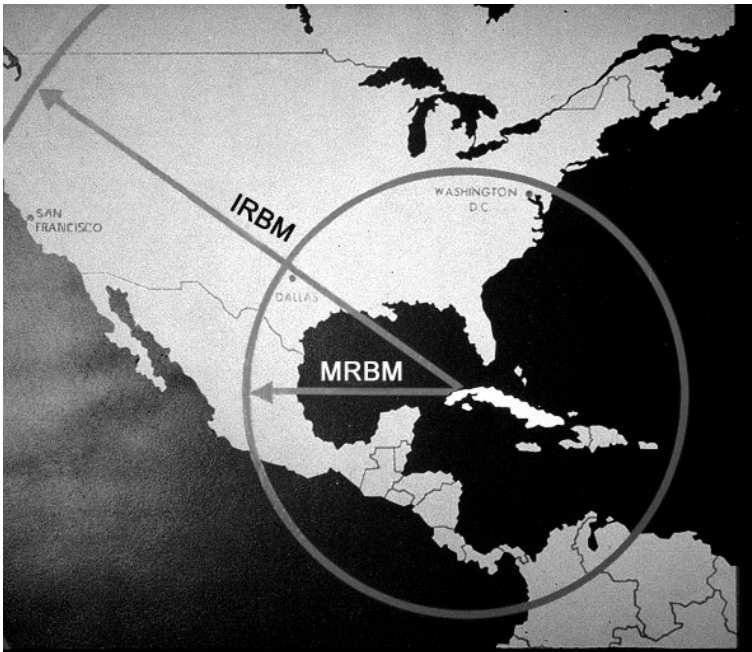 WASHINGTON
D.C.
IRBM
SAN
FRANCISCO
DALLAS
MRBM